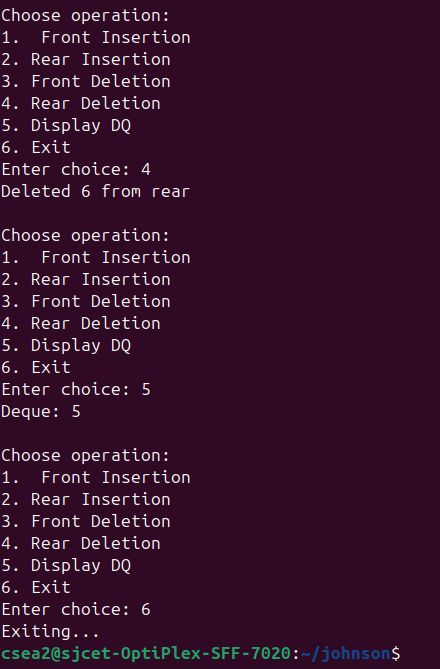 Choose operation:
1.  Front Insertion
2. Rear Insertion
3. Front Deletion
4. Rear Deletion
5. Display DQ
6. Exit
Enter choice: 4
Deleted 6 from rear

Choose operation:
1.  Front Insertion
2. Rear Insertion
3. Front Deletion
4. Rear Deletion
5. Display DQ
6. Exit
Enter choice: 5
Deque: 5

Choose operation:
1.  Front Insertion
2. Rear Insertion
3. Front Deletion
4. Rear Deletion
5. Display DQ
6. Exit
Enter choice: 6
Exiting...
csea2@sjcet-OptiPlex-SFF-7020:~/johnson$